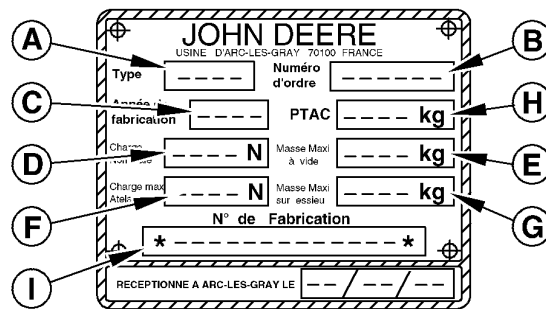 JOHN DEERE
USINE D'ARC-LES-GRAY 70100 FRANCE
A
B
Type
Numéro
d'ordre
C
fabrication
PTAC
kg
H
D
Charge
N
Masse Maxi
à vide
kg
E
F
Charge max
N
Masse Maxi
sur essieu
kg
G
N° de Fabrication
I
* *
RECEPTIONNE A ARC-LES-GRAY LE
/ /